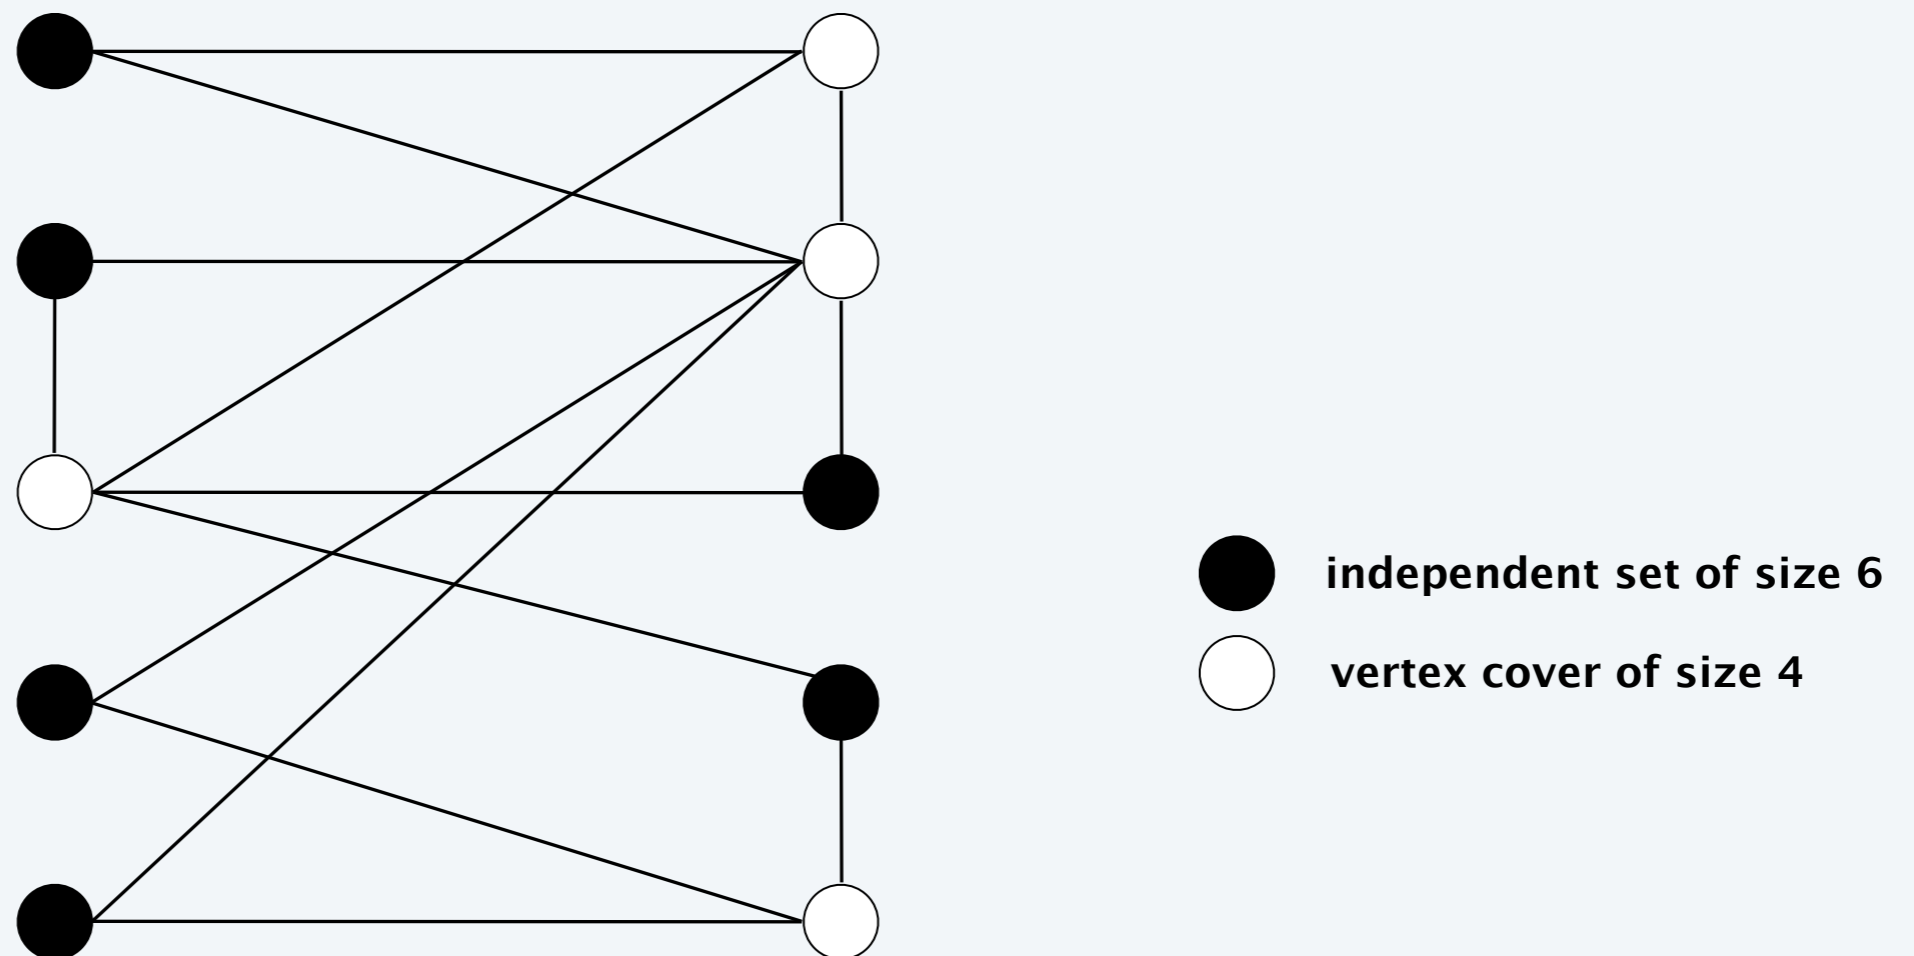 independent set of size 6
vertex cover of size 4